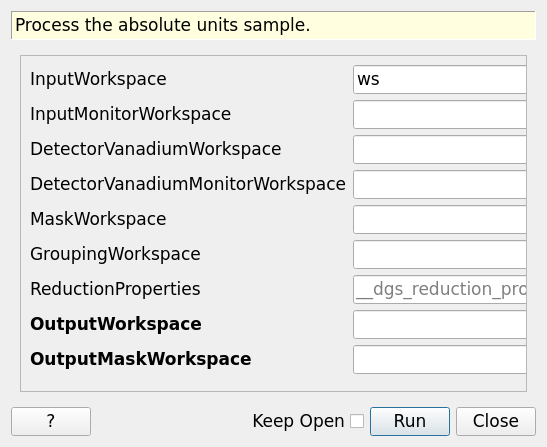 Process the absolute units sample.
InputWorkspace ws
InputMonitorWorkspace
DetectorVanadiumWorkspace
DetectorVanadiumMonitorWorkspace
MaskWorkspace
GroupingWorkspace
ReductionProperties __dgs_reduction_pro
OutputWorkspace
OutputMaskWorkspace
? Keep Open Run Close